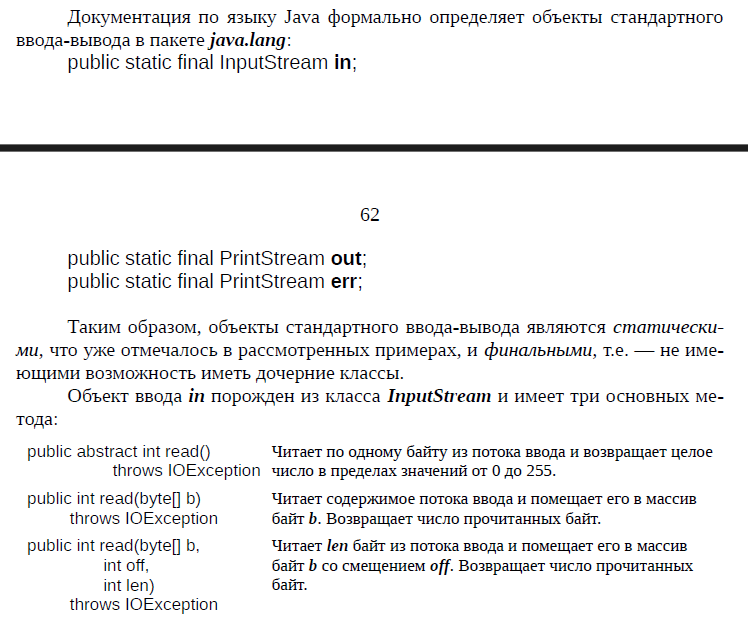 Документация по языку Java формально определяет объекты стандартного
ввода-вывода в пакете java.lang:
public static final InputStream in;
62
public static final PrintStream out;
public static final PrintStream err;
Таким образом, объекты стандартного ввода-вывода являются статически-
ми, что уже отмечалось в рассмотренных примерах, и финальными, т.е. — не име-
ющими возможность иметь дочерние классы.
Объект ввода in порожден из класса InputStream и имеет три основных ме-
тода:
public abstract int read() Читает по одному байту из потока ввода и возвращает целое
throws IOException число в пределах значений от 0 до 255.
public int read(byte[] b) Читает содержимое потока ввода и помещает его в массив
throws IOException байт b. Возвращает число прочитанных байт.
public int read(byte[] b, Читает len байт из потока ввода и помещает его в массив
int off, байт b со смещением off. Возвращает число прочитанных
int len) байт.
throws IOException